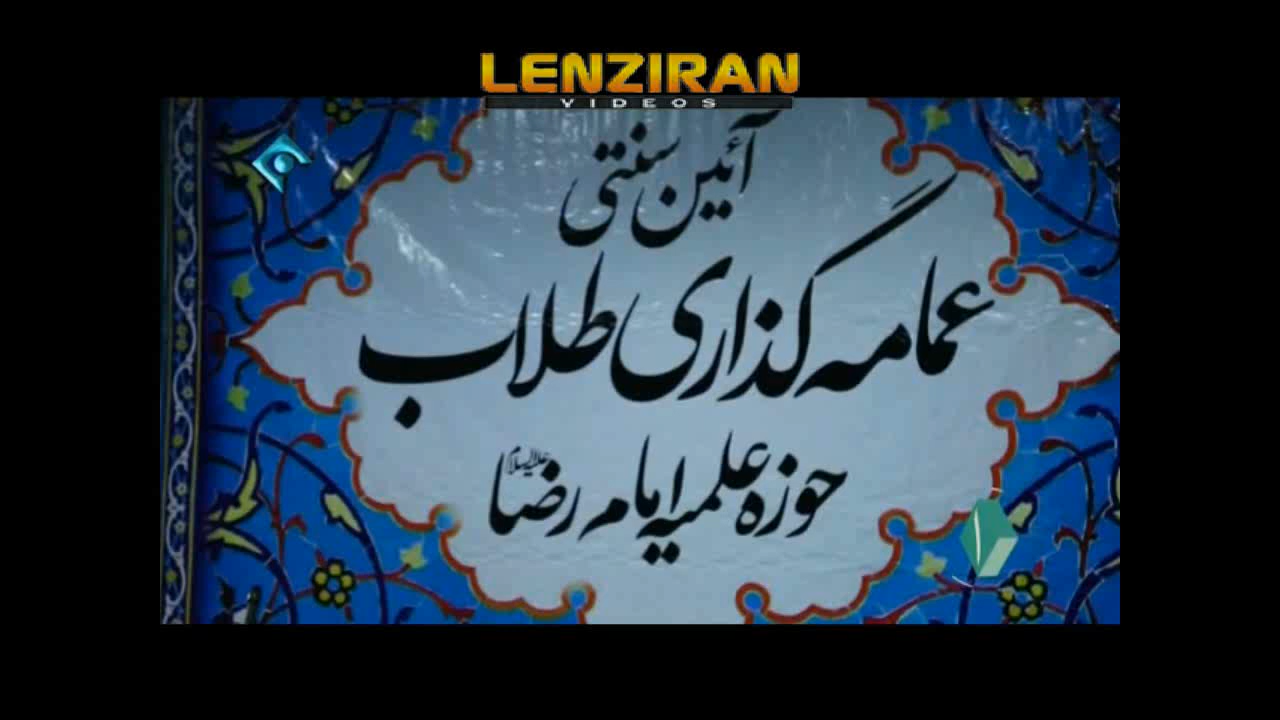 LENZIRAN
VIDEOS
آئین سنتی
عمامه گذاری طلاب
حوزه علمیه امام رضا علیه‌السلام